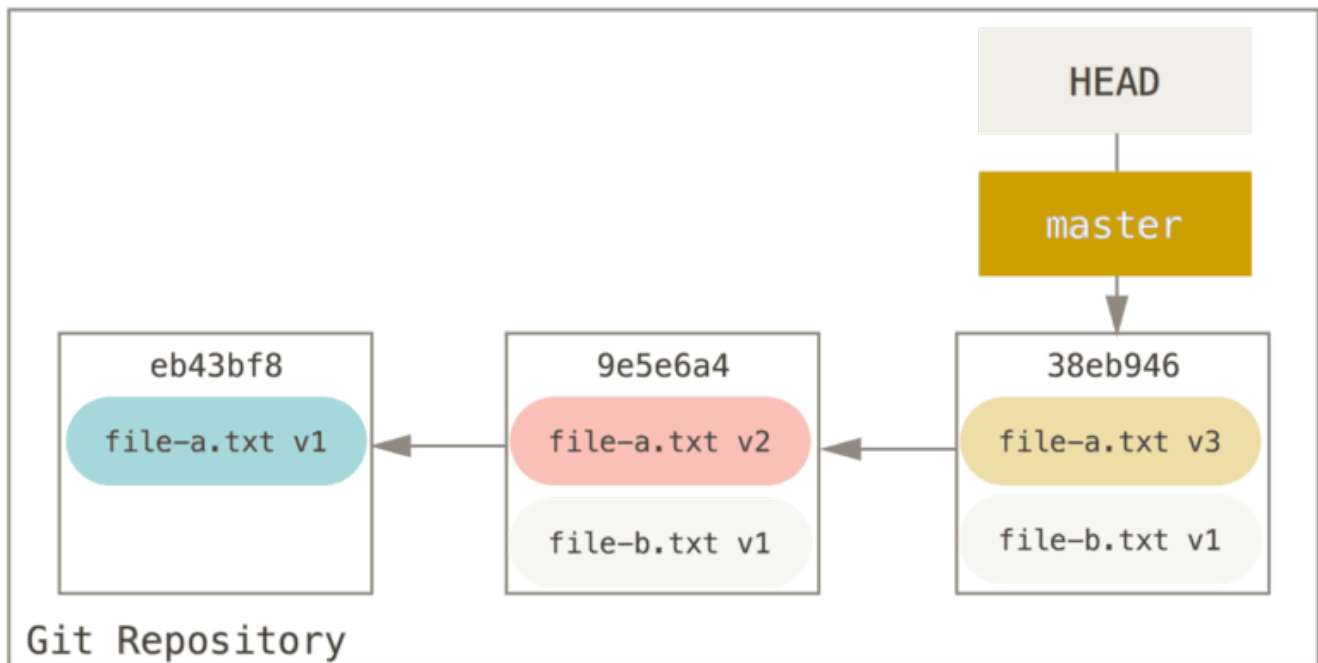 HEAD
master
eb43bf8
file-a.txt v1
9e5e6a4
file-a.txt v2
file-b.txt v1
38eb946
file-a.txt v3
file-b.txt v1
Git Repository